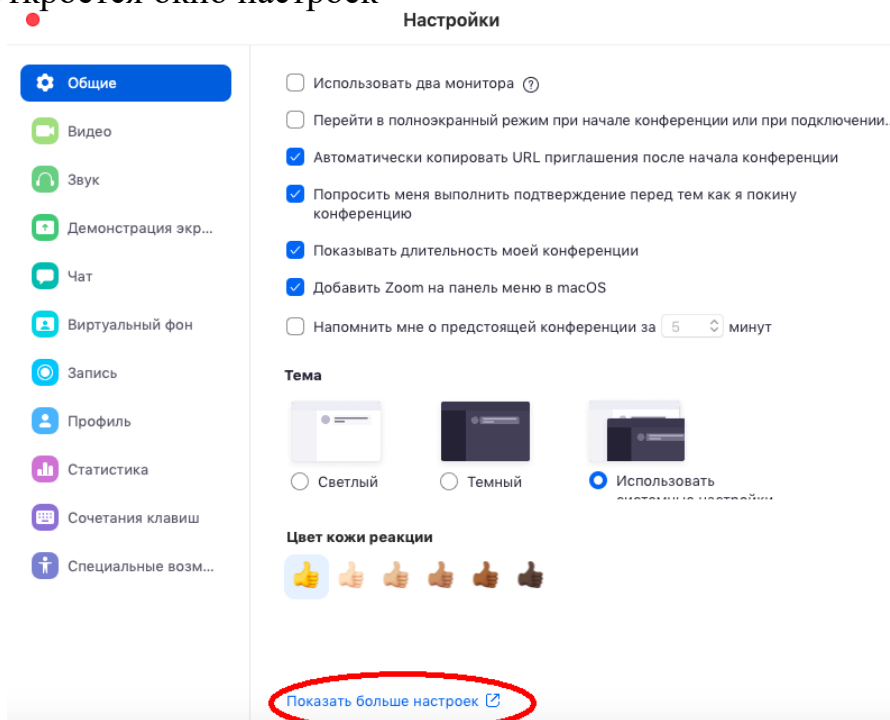 Настройки
Общие
Видео
Звук
Демонстрация экр...
Чат
Виртуальный фон
Запись
Профиль
Статистика
Сочетания клавиш
Специальные возм...
Использовать два монитора ?
Перейти в полноэкранный режим при начале конференции или при подключении..
Автоматически копировать URL приглашения после начала конференции
Попросить меня выполнить подтверждение перед тем как я покину
конференцию
Показывать длительность моей конференции
Добавить Zoom на панель меню в macOS
Напомнить мне о предстоящей конференции за 5 минут
Тема
Светлый
Темный
Использовать
системные настройки
Цвет кожи реакции
Показать больше настроек